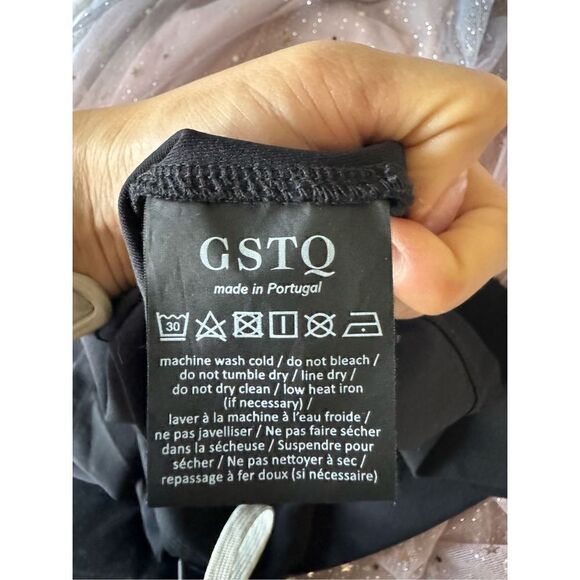 GSTQ
made in Portugal
30
machine wash cold / do not bleach /
do not tumble dry / line dry /
do not dry clean / low heat iron
(if necessary) /
laver à la machine à l'eau froide /
ne pas javelliser / Ne pas faire sécher
dans la sécheuse / Suspendre pour
sécher / Ne pas nettoyer à sec /
repassage à fer doux (si nécessaire)